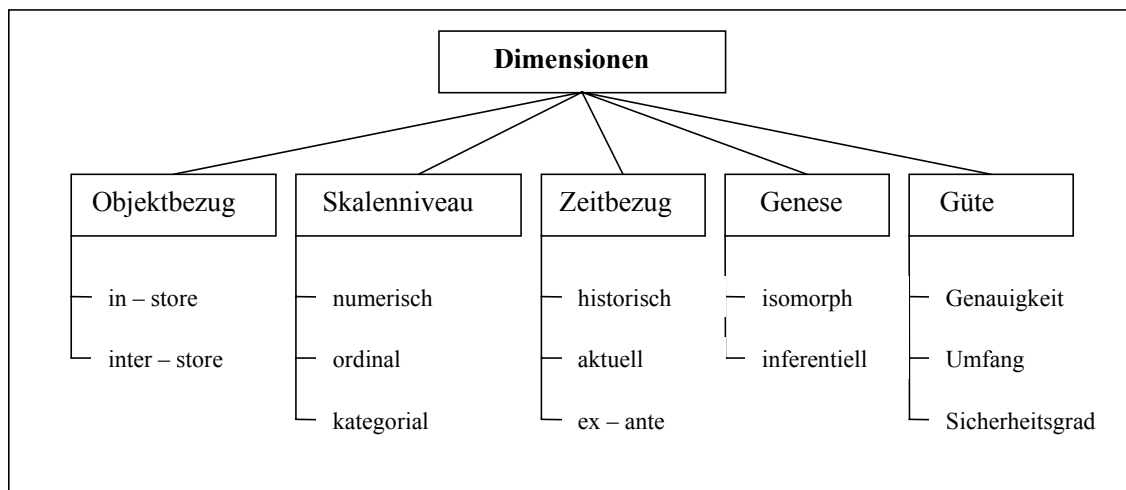 Dimensionen
Objektbezug
in – store
inter – store
Skalenniveau
numerisch
ordinal
kategorial
Zeitbezug
historisch
aktuell
ex – ante
Genese
isomorph
inferentiell
Güte
Genauigkeit
Umfang
Sicherheitsgrad